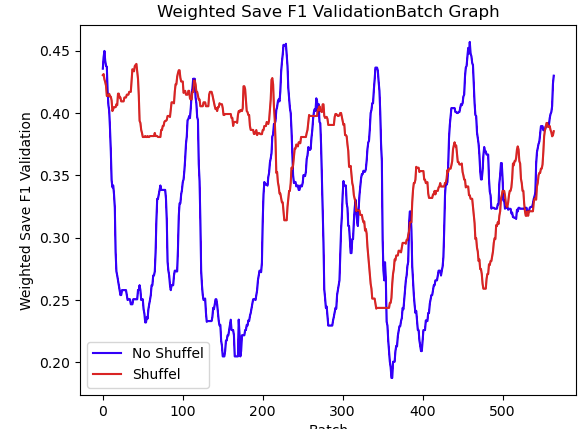 Weighted Save F1 ValidationBatch Graph
Weighted Save F1 Validation
0.45
0.40
0.35
0.30
0.25
0.20
No Shuffel
Shuffel
0 100 200 300 400 500
Batch